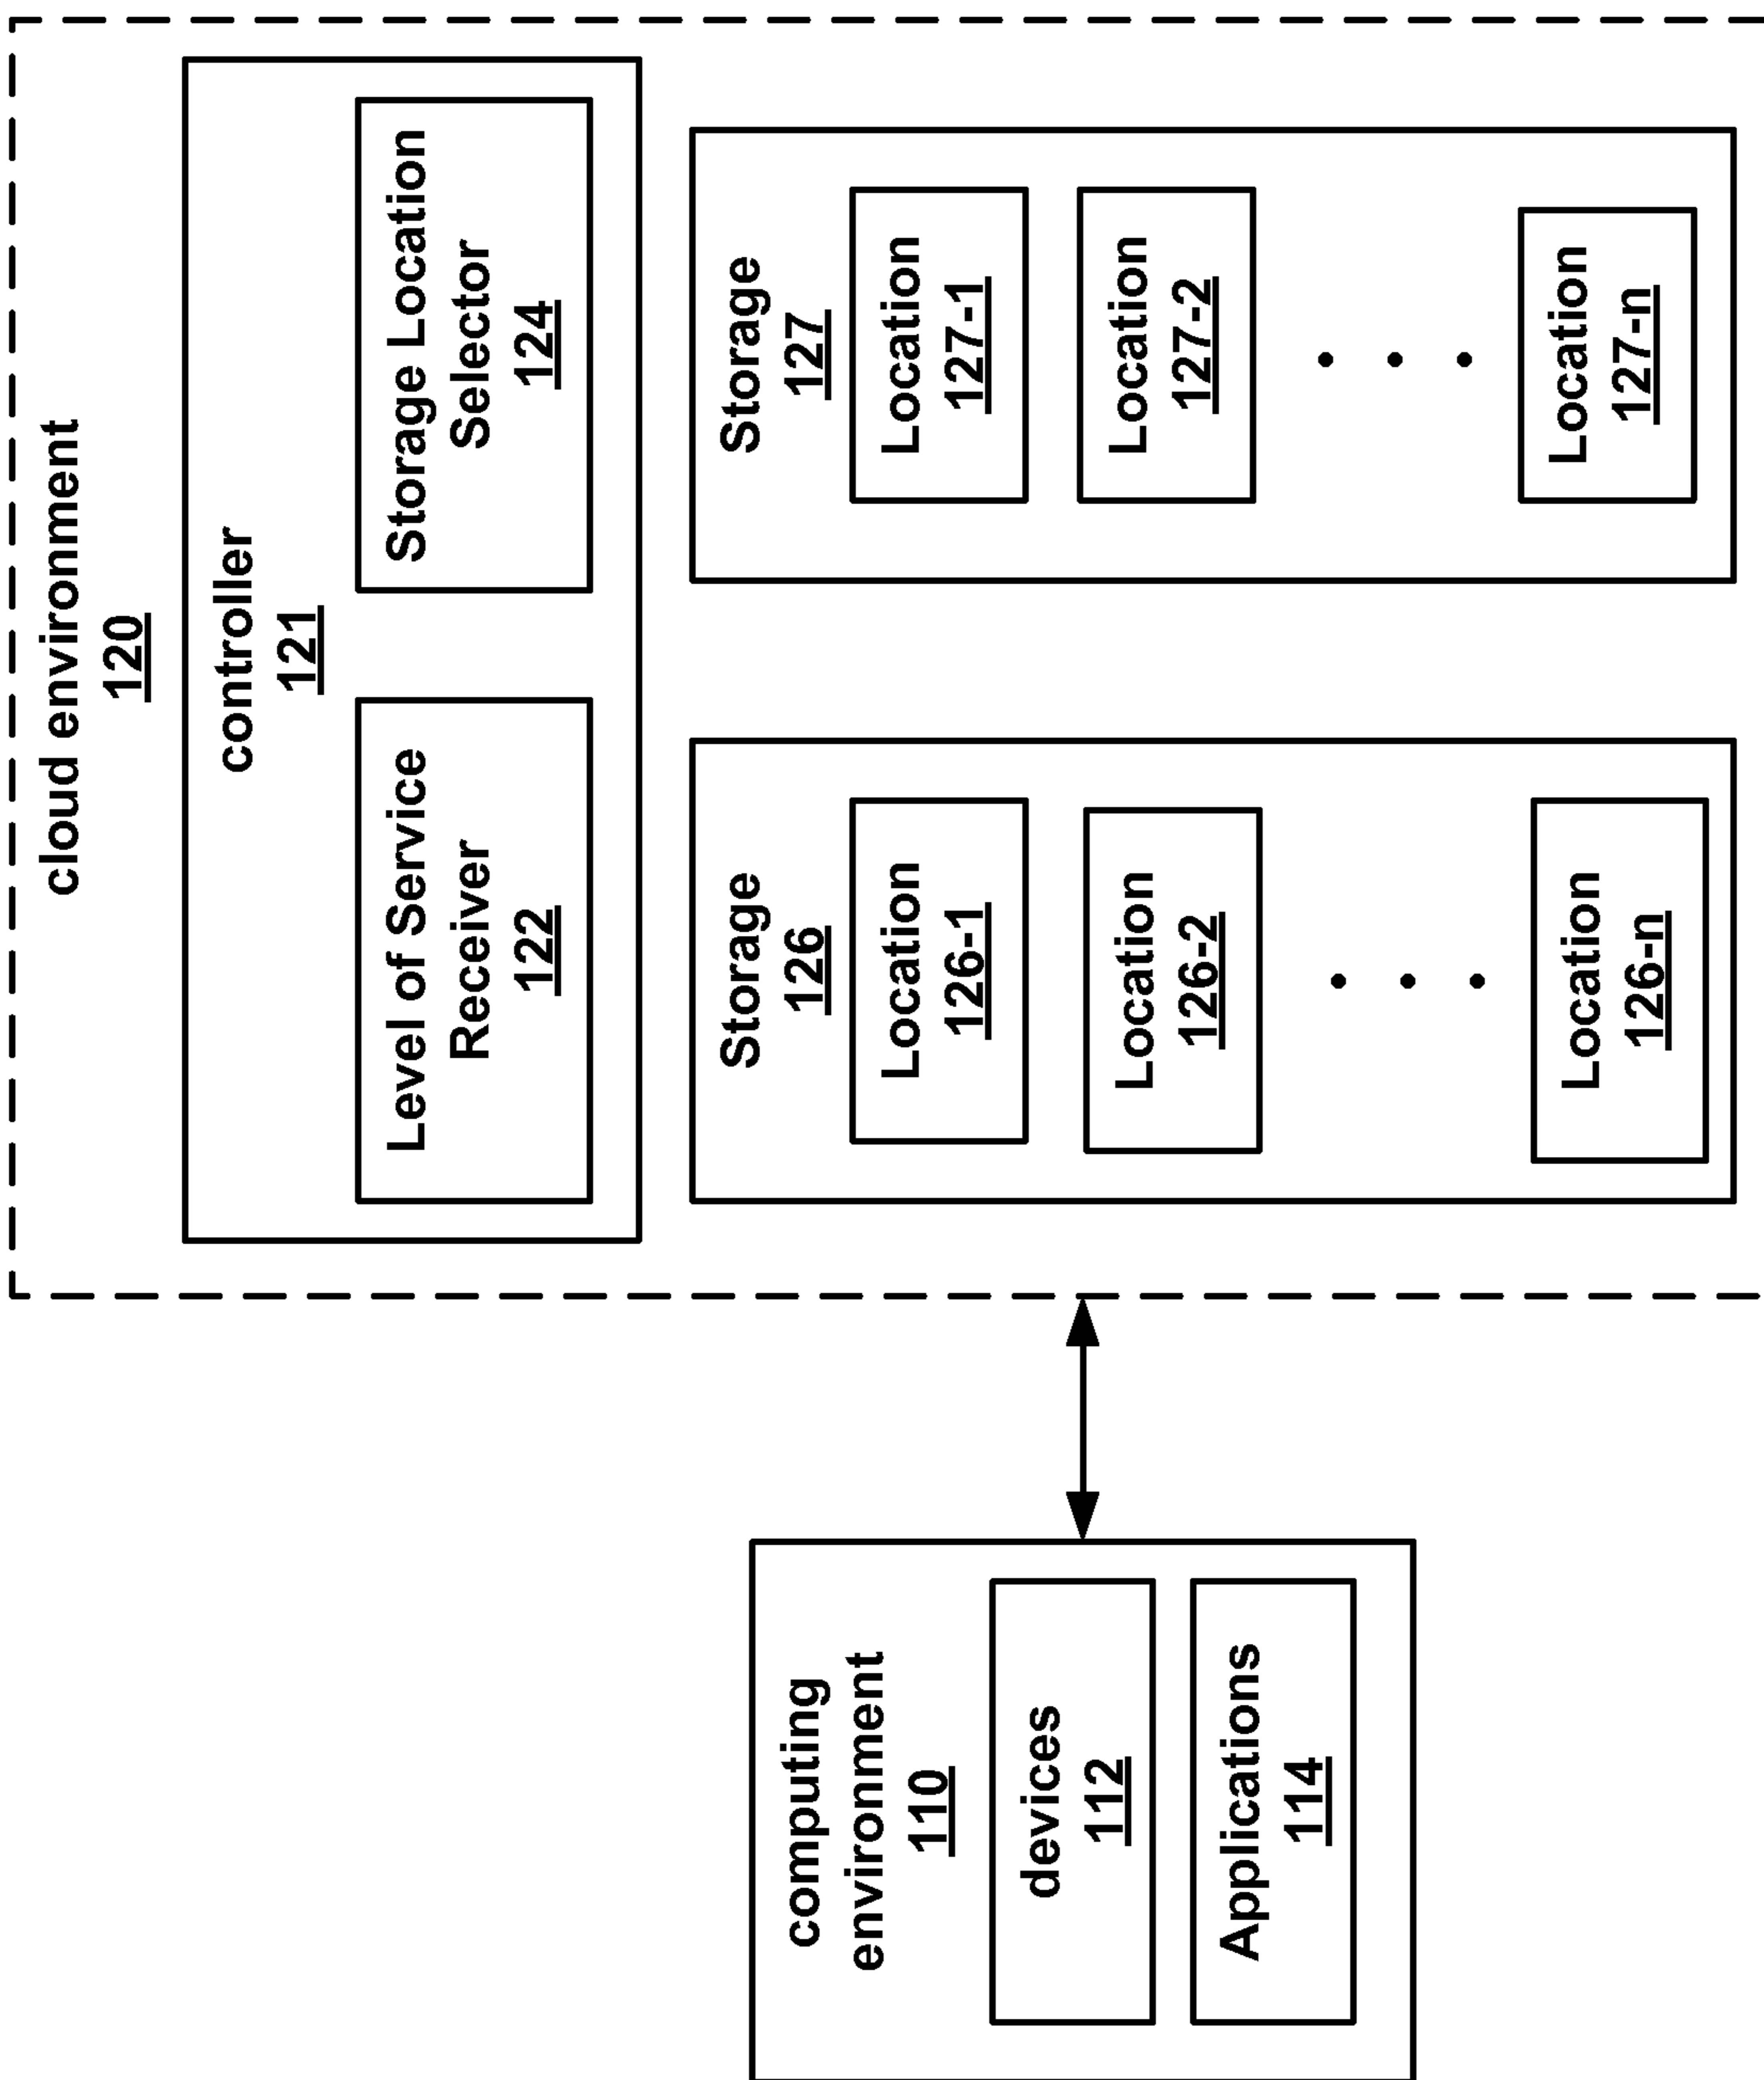 cloud environment
120
controller
121
Level of Service
Receiver
122
Storage Location
Selector
124
Storage
126
Location
126-1
Location
126-2
Location
126-n
Storage
127
Location
127-1
Location
127-2
Location
127-n
computing
environment
110
devices
112
Applications
114